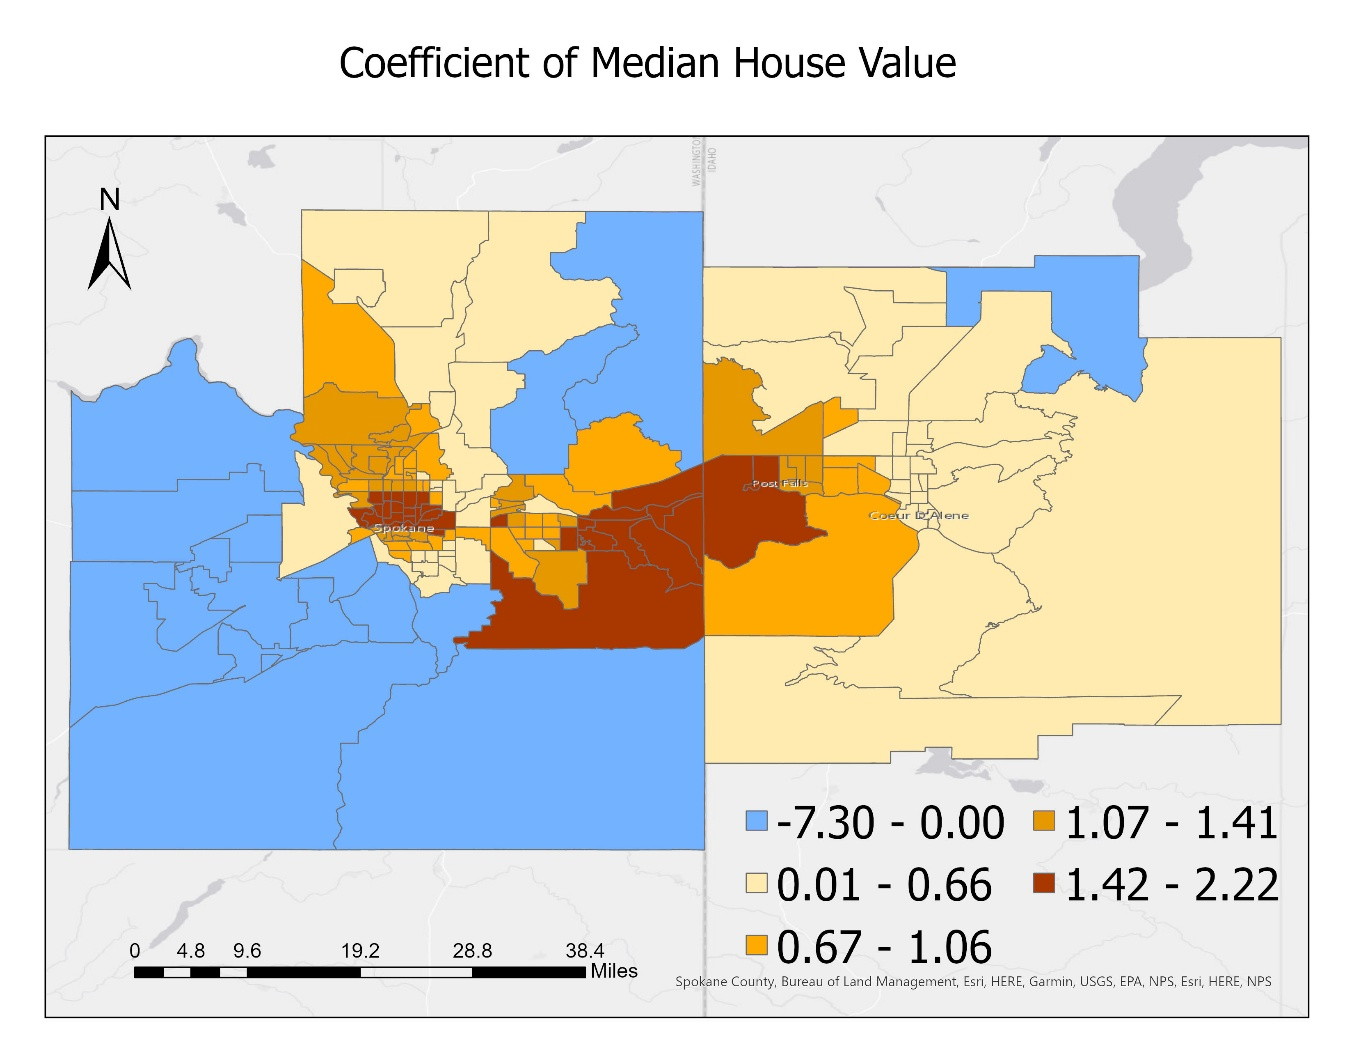 Coefficient of Median House Value
N
WASHINGTON
IDAHO
Post Falls
Coeur D'Alene
Spokane
-7.30 - 0.00
1.07 - 1.41
0.01 - 0.66
1.42 - 2.22
0.67 - 1.06
0 4.8 9.6 19.2 28.8 38.4
Miles
Spokane County, Bureau of Land Management, Esri, HERE, Garmin, USGS, EPA, NPS, Esri, HERE, NPS